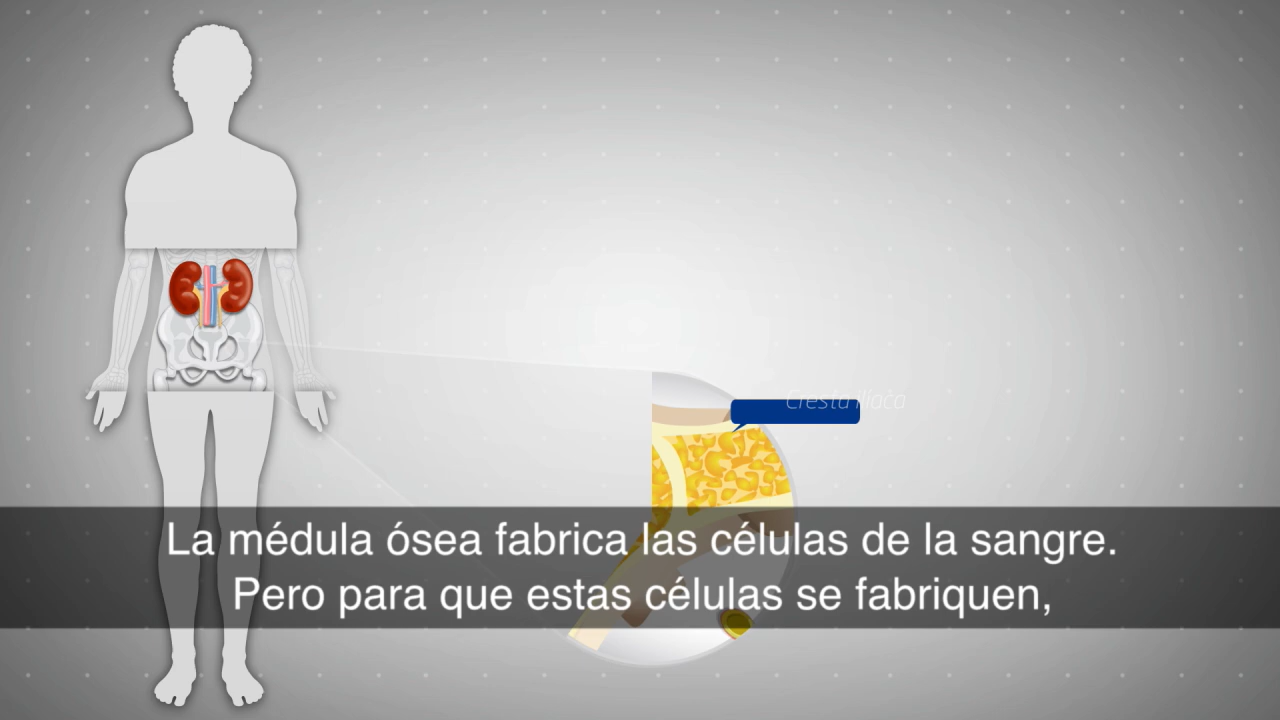 Cresta ilíaca
La médula ósea fabrica las células de la sangre.
Pero para que estas células se fabriquen,